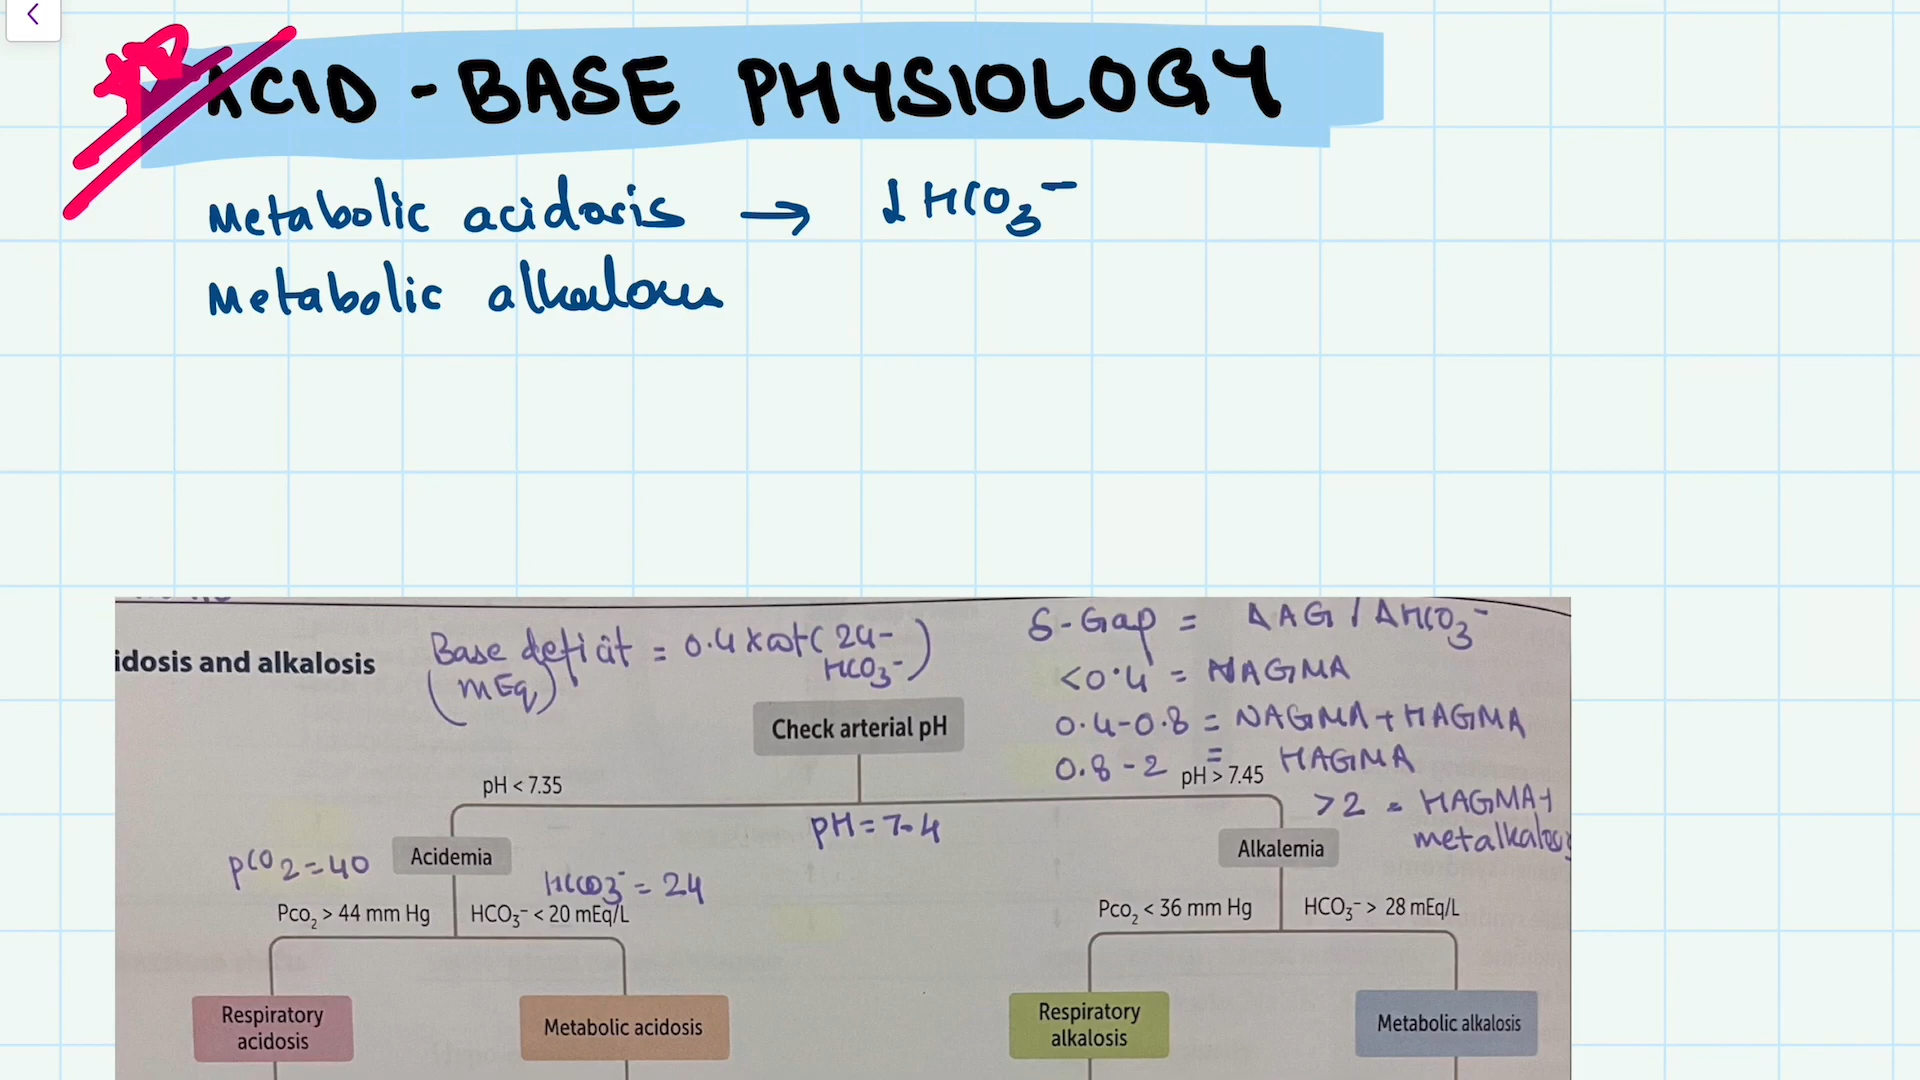 ACID-BASE PHYSIOLOGY
Metabolic acidosis → ↓HCO3⁻
Metabolic alkalosis
idosis and alkalosis
Base deficit = 0.4 x wt (24-HCO3⁻)
(mEq)
δ-Gap = ΔAG / ΔHCO3⁻
<0.4 = NAGMA
0.4-0.8 = NAGMA+HAGMA
0.8-2 = HAGMA
>2 = HAGMA+
metalkalosis
Check arterial pH
pH < 7.35
pH > 7.45
pH=7.4
Acidemia
Alkalemia
pCO2=40
HCO3⁻=24
Pco₂ > 44 mm Hg
HCO3⁻ < 20 mEq/L
Pco₂ < 36 mm Hg
HCO3⁻ > 28 mEq/L
Respiratory
acidosis
Metabolic acidosis
Respiratory
alkalosis
Metabolic alkalosis